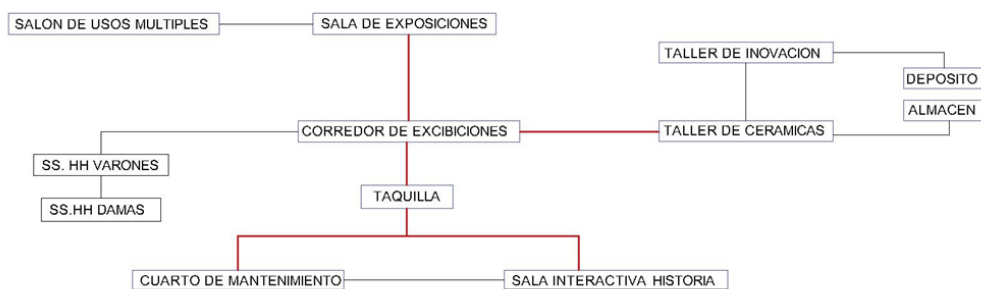 SALON DE USOS MULTIPLES
SALA DE EXPOSICIONES
TALLER DE INOVACION
DEPOSITO
ALMACEN
CORREDOR DE EXCIBICIONES
TALLER DE CERAMICAS
SS. HH VARONES
TAQUILLA
SS.HH DAMAS
CUARTO DE MANTENIMIENTO
SALA INTERACTIVA HISTORIA